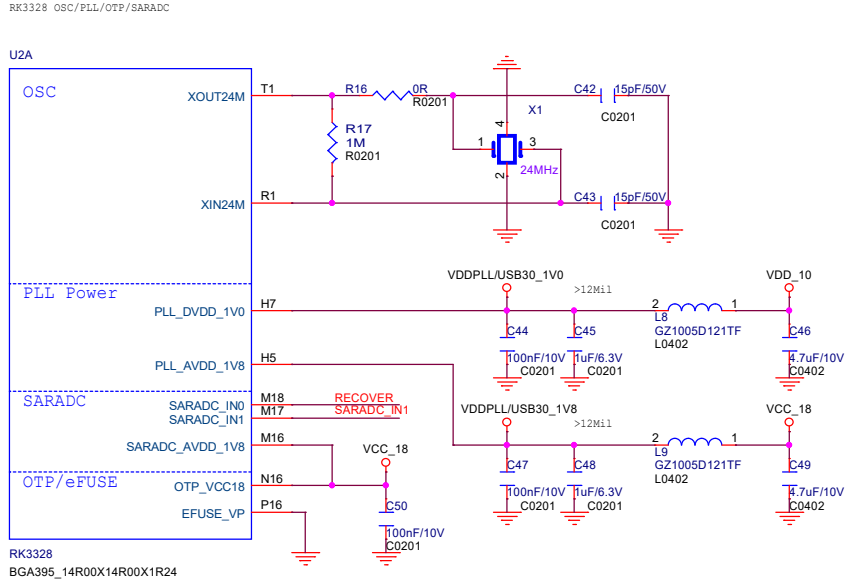 RK3328 OSC/PLL/OTP/SARADC
U2A
OSC
XOUT24M
T1
R16
0R
R0201
R17
1M
R0201
XIN24M
R1
X1
1
2
3
4
24MHz
C42
15pF/50V
C0201
C43
15pF/50V
C0201
PLL Power
PLL_DVDD_1V0
H7
VDDPLL/USB30_1V0
>12Mil
2
1
L8
GZ1005D121TF
L0402
VDD_10
C44
100nF/10V
C0201
C45
1uF/6.3V
C0201
C46
4.7uF/10V
C0402
PLL_AVDD_1V8
H5
SARADC
SARADC_IN0
M18
RECOVER
SARADC_IN1
M17
SARADC_IN1
SARADC_AVDD_1V8
M16
VCC_18
VDDPLL/USB30_1V8
>12Mil
2
1
L9
GZ1005D121TF
L0402
VCC_18
C47
100nF/10V
C0201
C48
1uF/6.3V
C0201
C49
4.7uF/10V
C0402
OTP/eFUSE
OTP_VCC18
N16
EFUSE_VP
P16
C50
100nF/10V
C0201
RK3328
BGA395_14R00X14R00X1R24